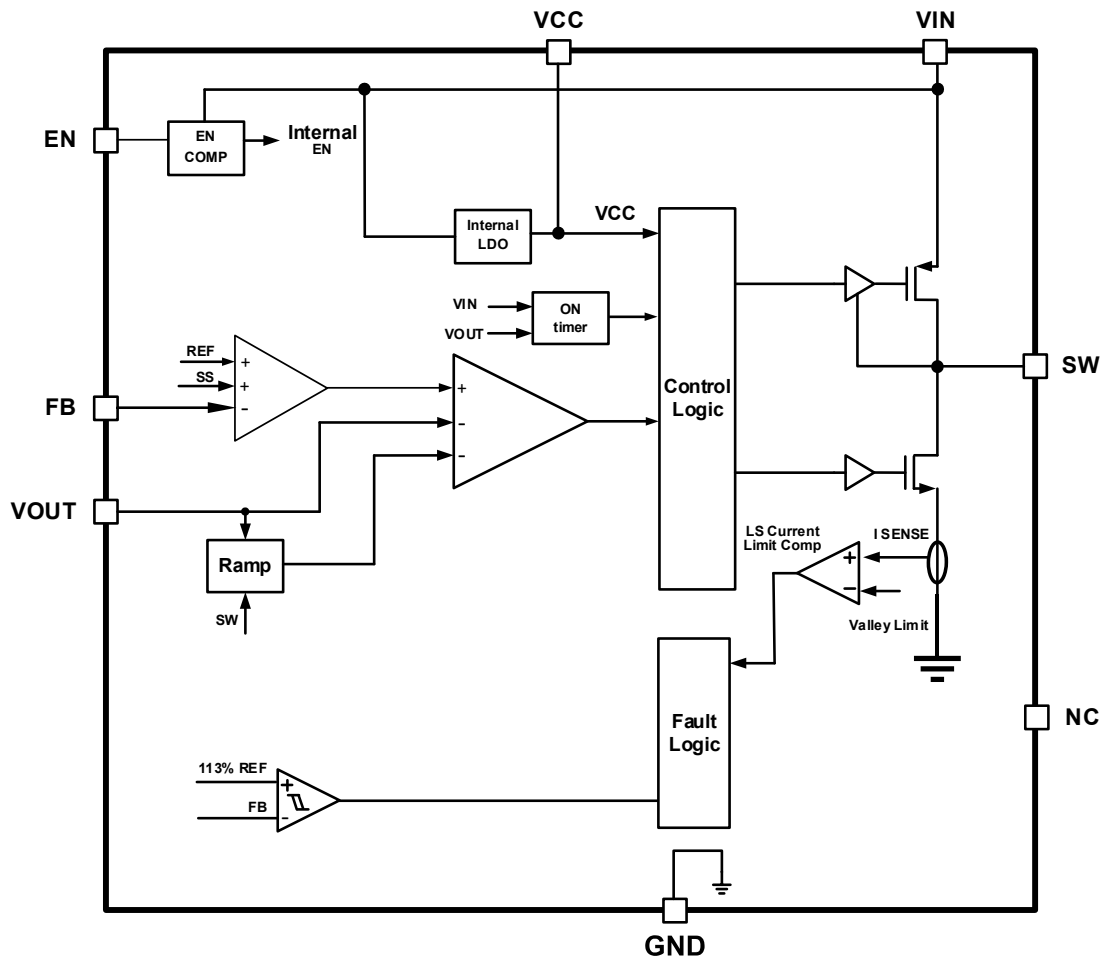 VCC
VIN
EN
EN
COMP
Internal
EN
Internal
LDO
VCC
VIN
VOUT
ON
timer
REF
SS
+
+
-
FB
+
-
-
Control
Logic
SW
VOUT
Ramp
SW
LS Current
Limit Comp
I SENSE
+
-
Valley Limit
NC
Fault
Logic
113% REF
FB
+
-
GND